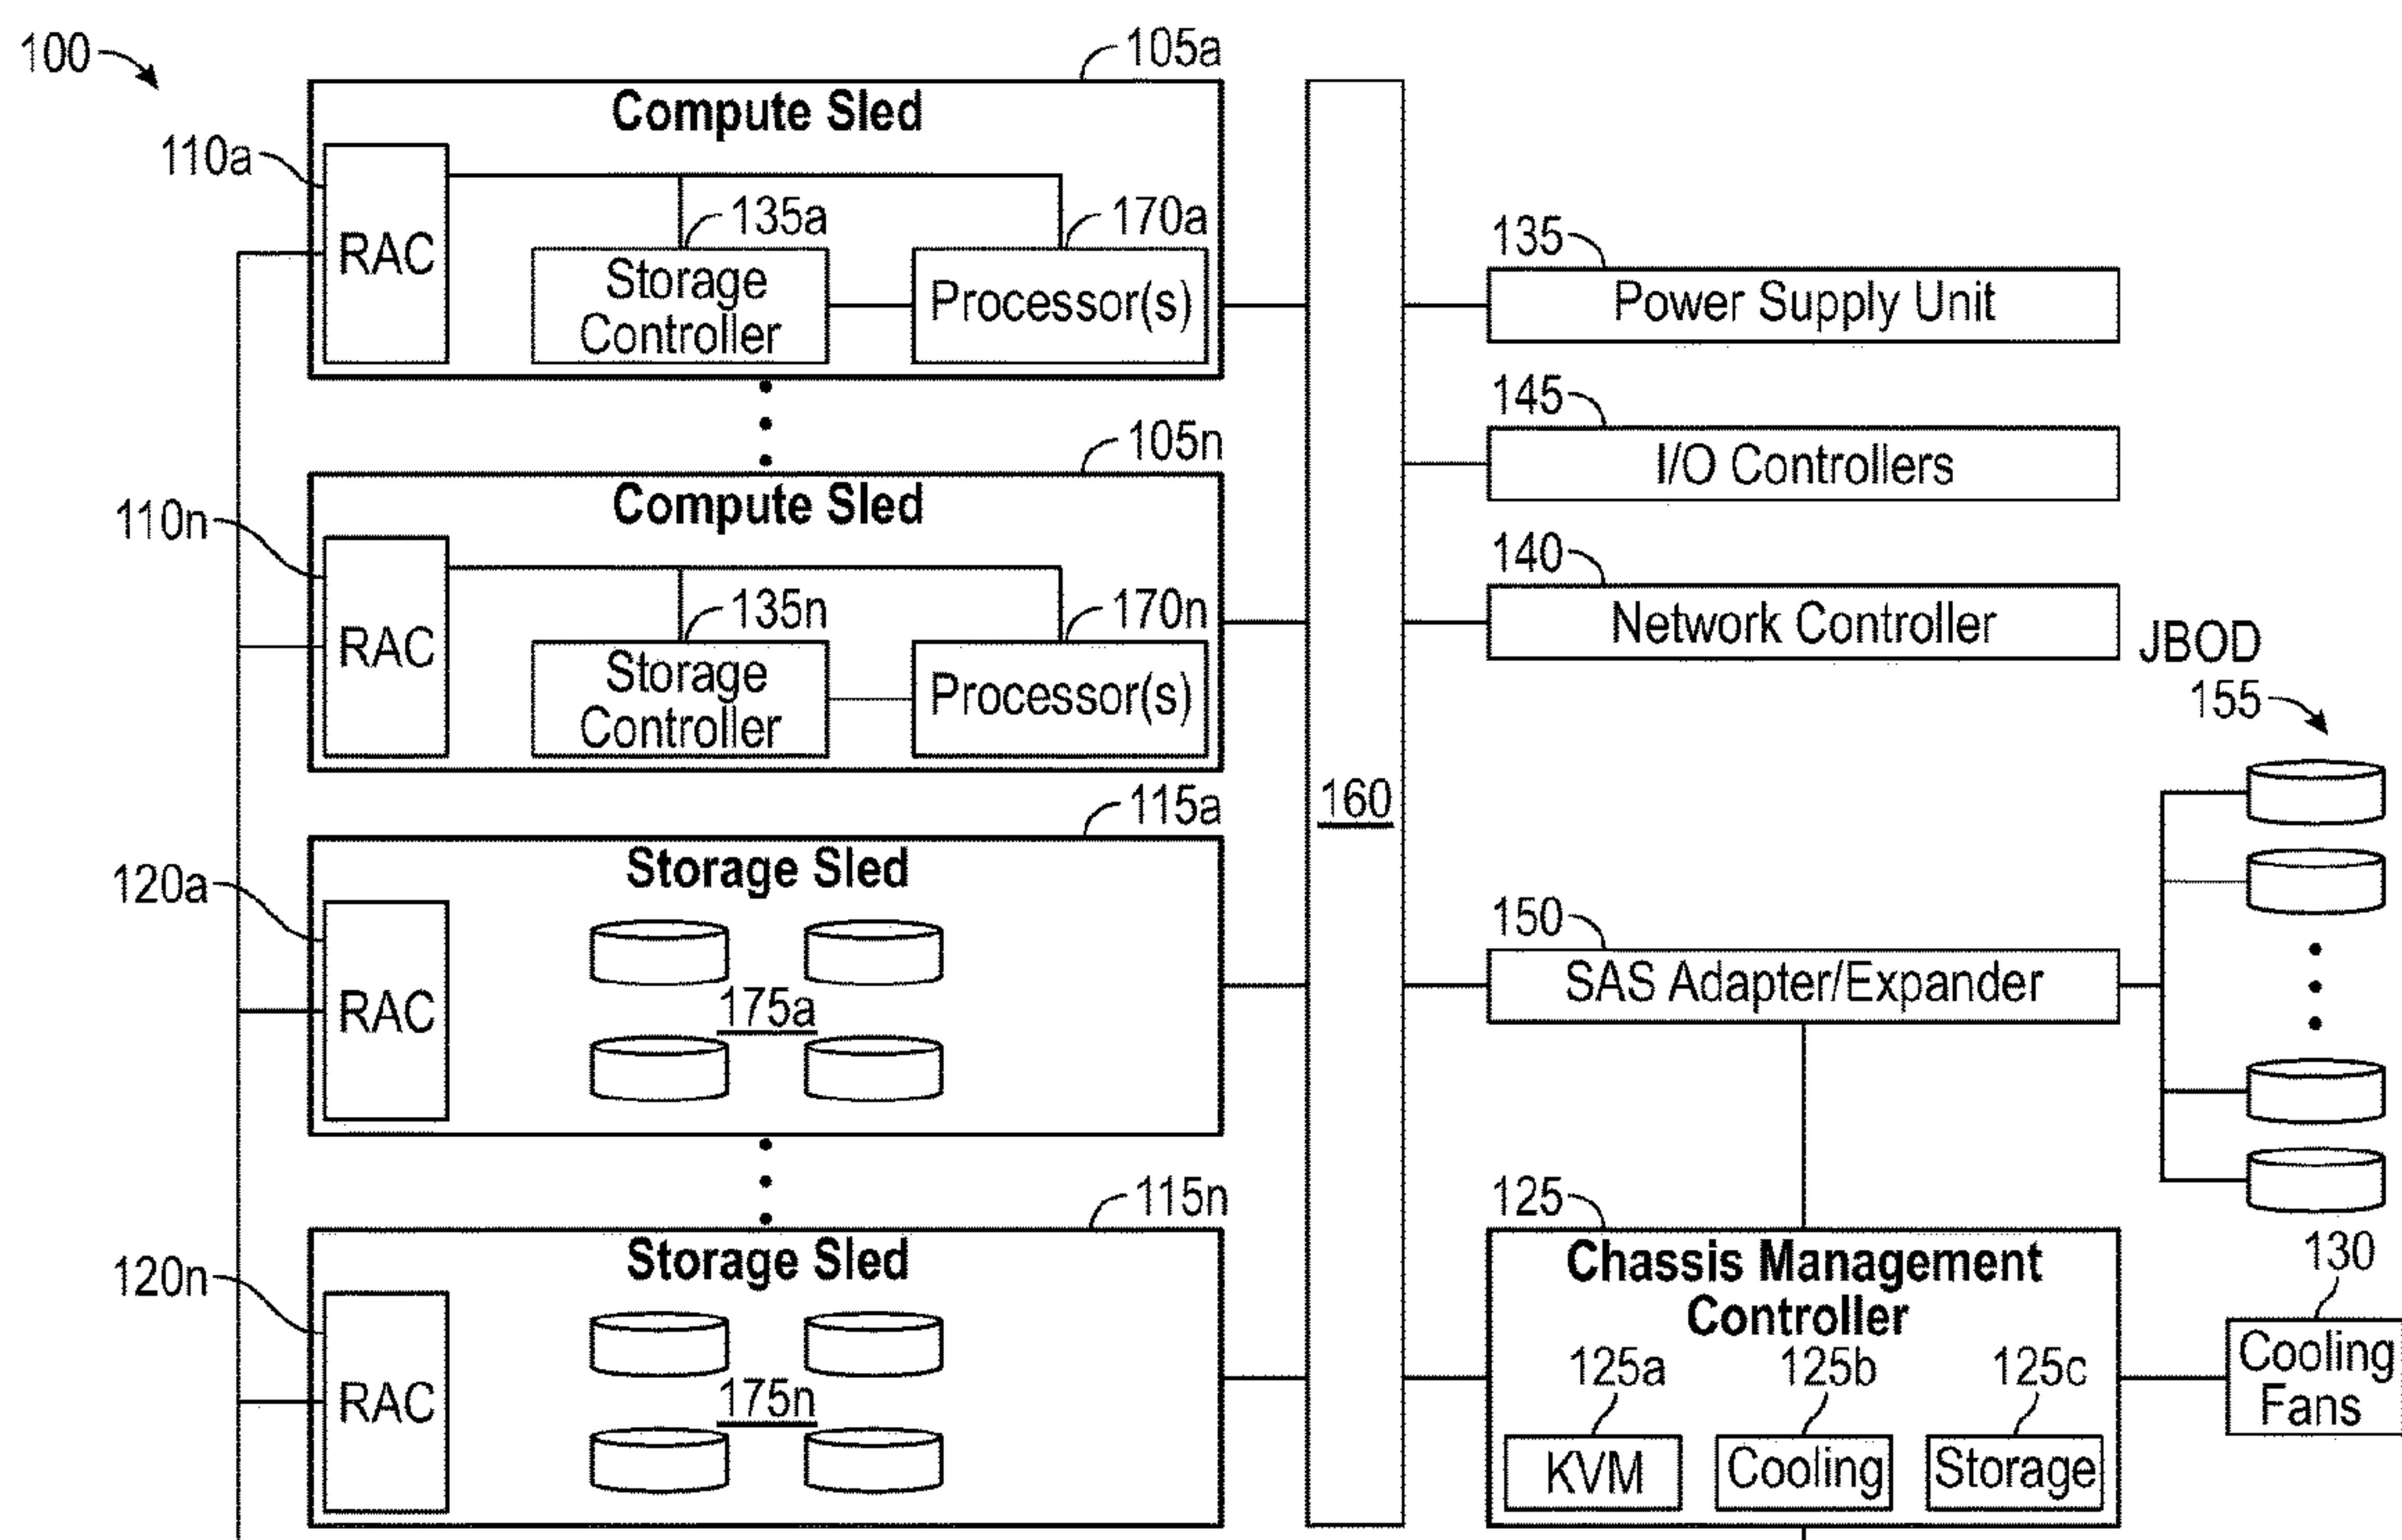 100
105a
Compute Sled
110a
RAC
135a
Storage
Controller
170a
Processor(s)
105n
Compute Sled
110n
RAC
135n
Storage
Controller
170n
Processor(s)
115a
Storage Sled
120a
RAC
175a
115n
Storage Sled
120n
RAC
175n
160
135
Power Supply Unit
145
I/O Controllers
140
Network Controller
JBOD
155
150
SAS Adapter/Expander
125
Chassis Management
Controller
125a
125b
125c
KVM
Cooling
Storage
130
Cooling
Fans